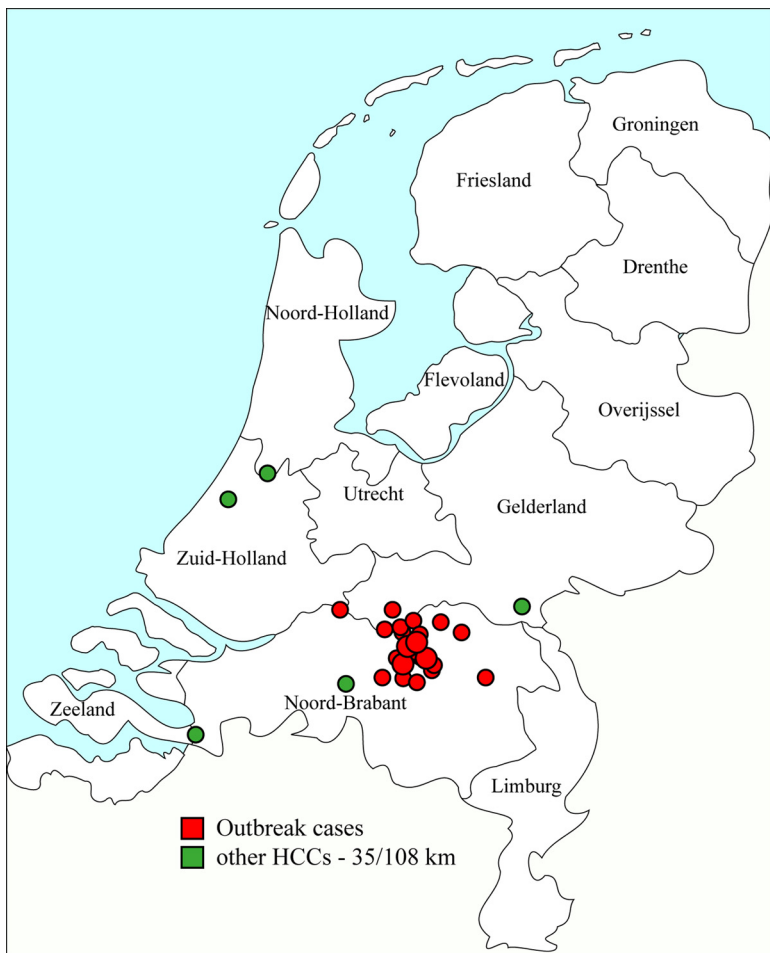 Groningen
Friesland
Drenthe
Noord-Holland
Flevoland
Overijssel
Utrecht
Gelderland
Zuid-Holland
Zeeland
Noord-Brabant
Limburg
Outbreak cases
other HCCs - 35/108 km